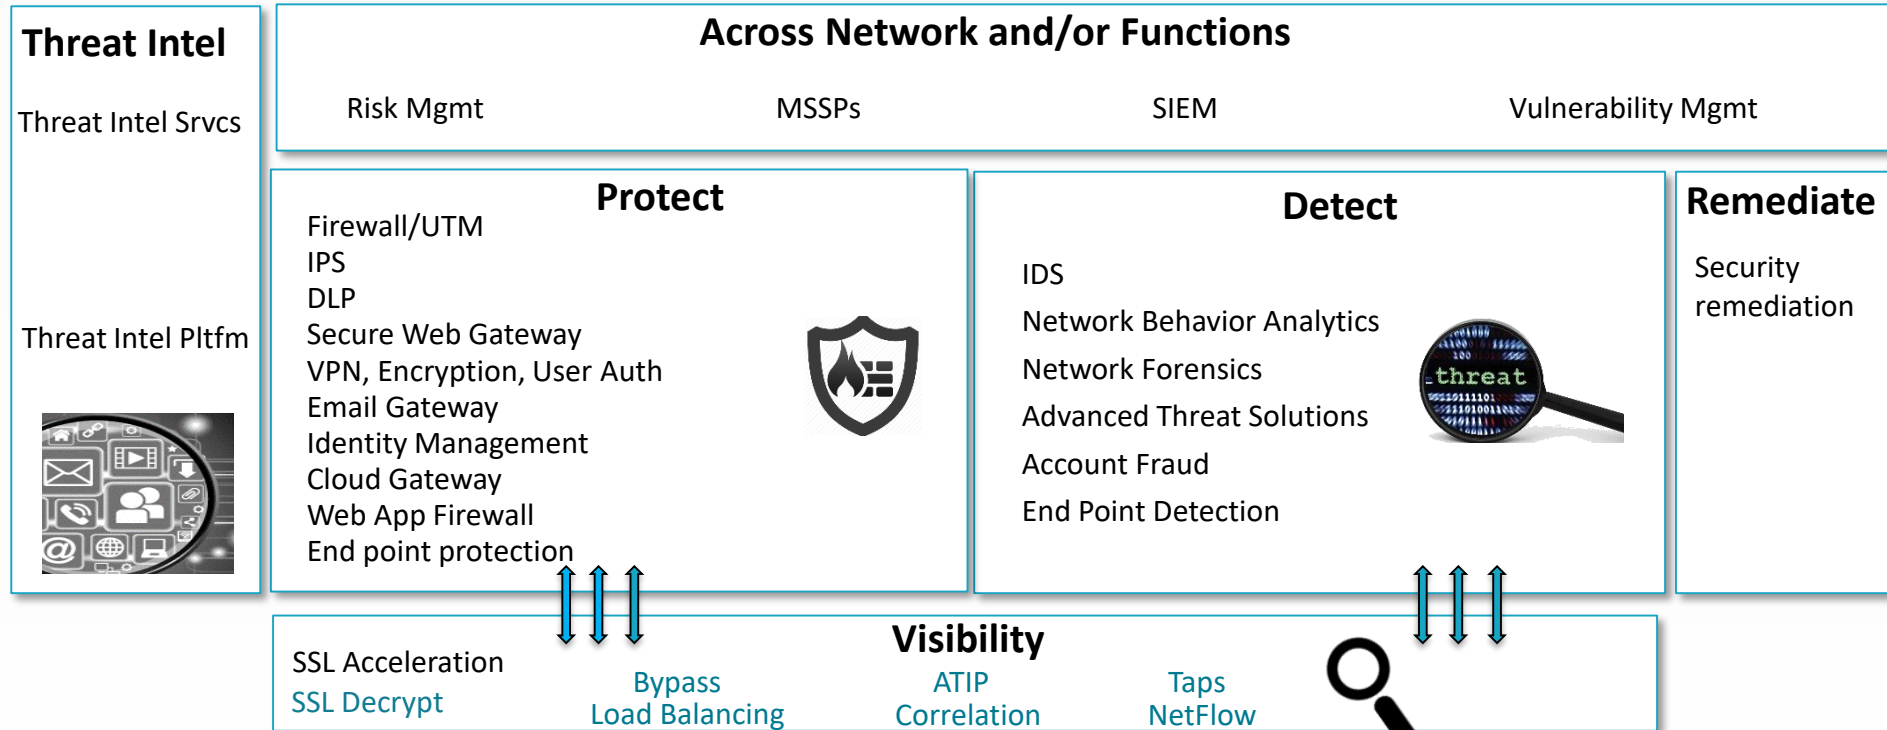 Threat Intel
Threat Intel Srvcs
Threat Intel Pltfm
@
Across Network and/or Functions
Risk Mgmt
MSSPs
SIEM
Vulnerability Mgmt
Protect
Firewall/UTM
IPS
DLP
Secure Web Gateway
VPN, Encryption, User Auth
Email Gateway
Identity Management
Cloud Gateway
Web App Firewall
End point protection
Detect
IDS
Network Behavior Analytics
Network Forensics
Advanced Threat Solutions
Account Fraud
End Point Detection
threat
Remediate
Security
remediation
Visibility
SSL Acceleration
SSL Decrypt
Bypass
Load Balancing
ATIP
Correlation
Taps
NetFlow